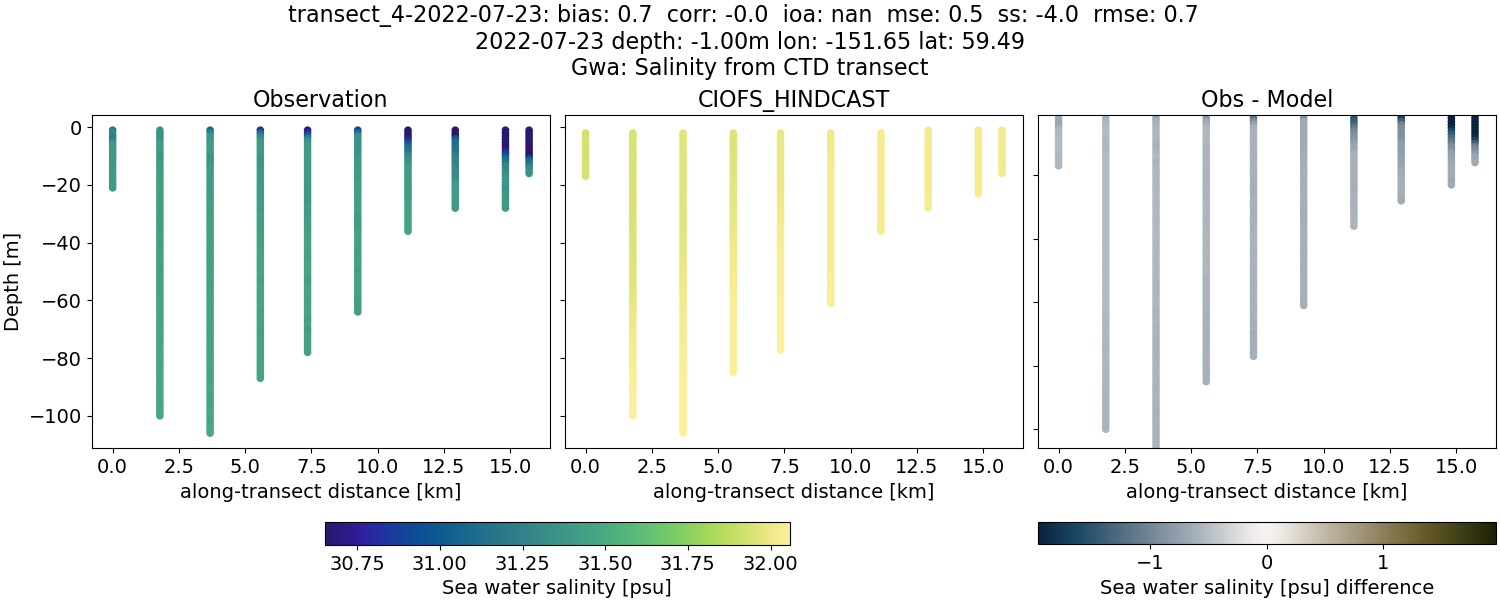 transect_4-2022-07-23: bias: 0.7  corr: -0.0  ioa: nan  mse: 0.5  ss: -4.0  rmse: 0.7
2022-07-23 depth: -1.00m lon: -151.65 lat: 59.49
Gwa: Salinity from CTD transect
Observation
CIOFS_HINDCAST
Obs - Model
Depth [m]
0
−20
−40
−60
−80
−100
0.0 2.5 5.0 7.5 10.0 12.5 15.0
0.0 2.5 5.0 7.5 10.0 12.5 15.0
0.0 2.5 5.0 7.5 10.0 12.5 15.0
along-transect distance [km]
along-transect distance [km]
along-transect distance [km]
30.75 31.00 31.25 31.50 31.75 32.00
Sea water salinity [psu]
−1 0 1
Sea water salinity [psu] difference